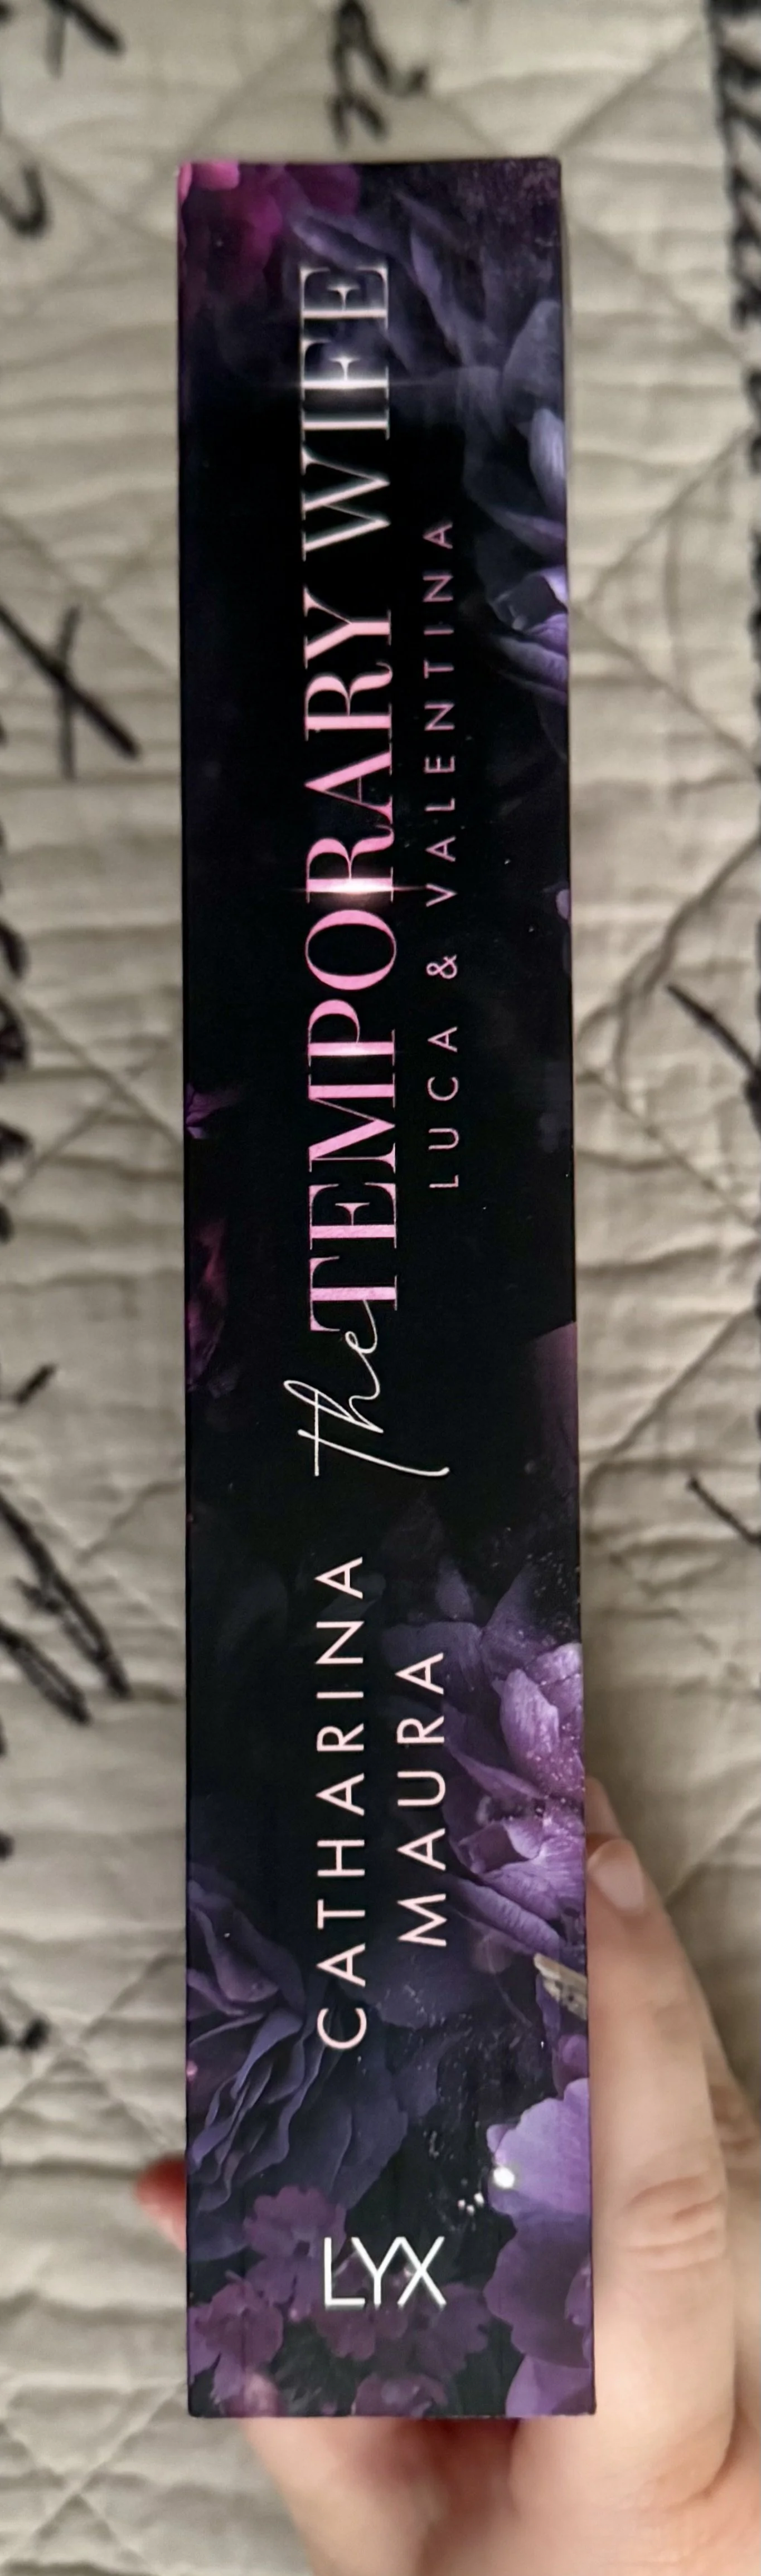 CATHARINA
MAURA
the TEMPORARY WIFE
LUCA & VALENTINA
LYX